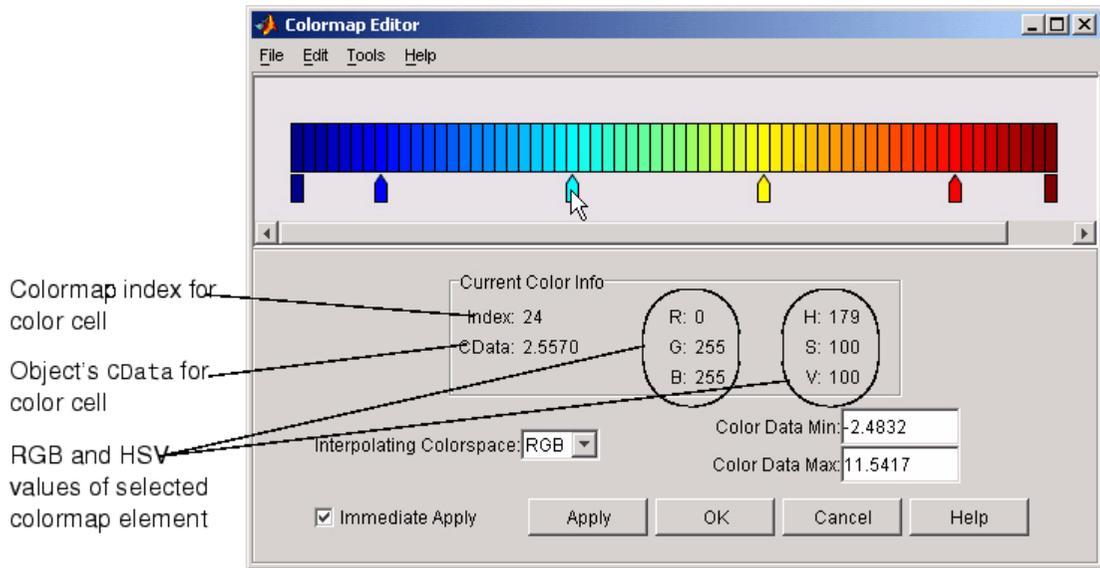 Colormap Editor
File Edit Tools Help
Colormap index for
color cell
Object's CData for
color cell
RGB and HSV
values of selected
colormap element
Current Color Info
Index: 24
CData: 2.5570
R: 0
G: 255
B: 255
H: 179
S: 100
V: 100
Interpolating Colorspace: RGB
Color Data Min: -2.4832
Color Data Max: 11.5417
Immediate Apply
Apply OK Cancel Help